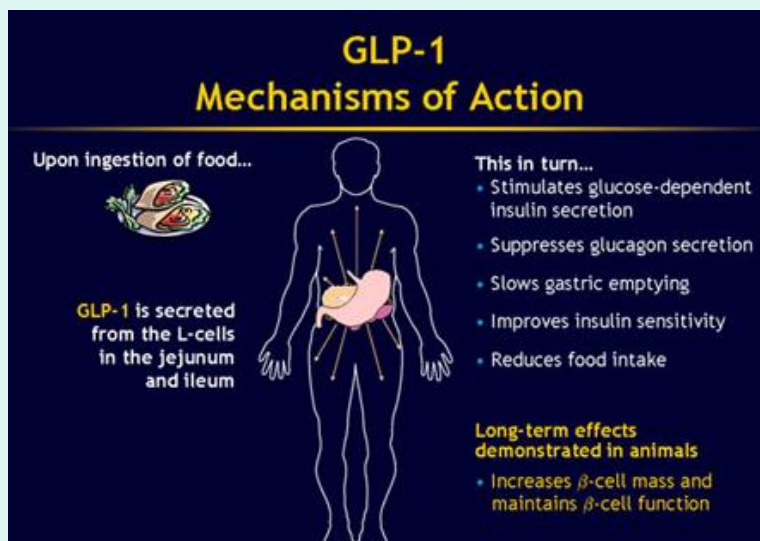 GLP-1
Mechanisms of Action
Upon ingestion of food…
GLP-1 is secreted
from the L-cells
in the jejunum
and ileum
This in turn…
• Stimulates glucose-dependent
insulin secretion
• Suppresses glucagon secretion
• Slows gastric emptying
• Improves insulin sensitivity
• Reduces food intake
Long-term effects
demonstrated in animals
• Increases β-cell mass and
maintains β-cell function